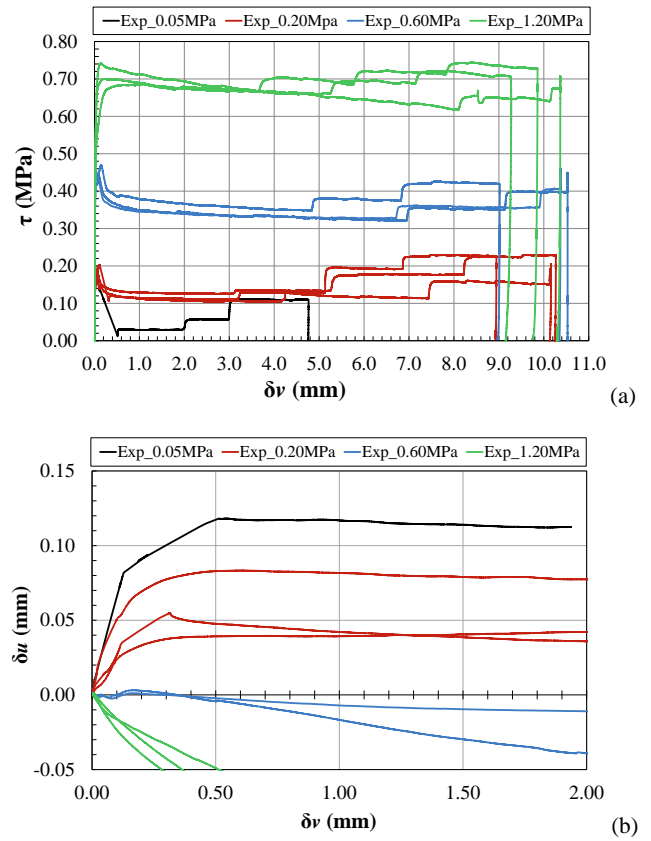 Exp_0.05MPa Exp_0.20Mpa Exp_0.60MPa Exp_1.20MPa
0.80
0.70
0.60
0.50
0.40
0.30
0.20
0.10
0.00
τ (MPa)
0.0 1.0 2.0 3.0 4.0 5.0 6.0 7.0 8.0 9.0 10.0 11.0
δv (mm)
(a)
Exp_0.05MPa Exp_0.20MPa Exp_0.60MPa Exp_1.20MPa
0.15
0.10
0.05
0.00
-0.05
δu (mm)
0.00 0.50 1.00 1.50 2.00
δv (mm)
(b)